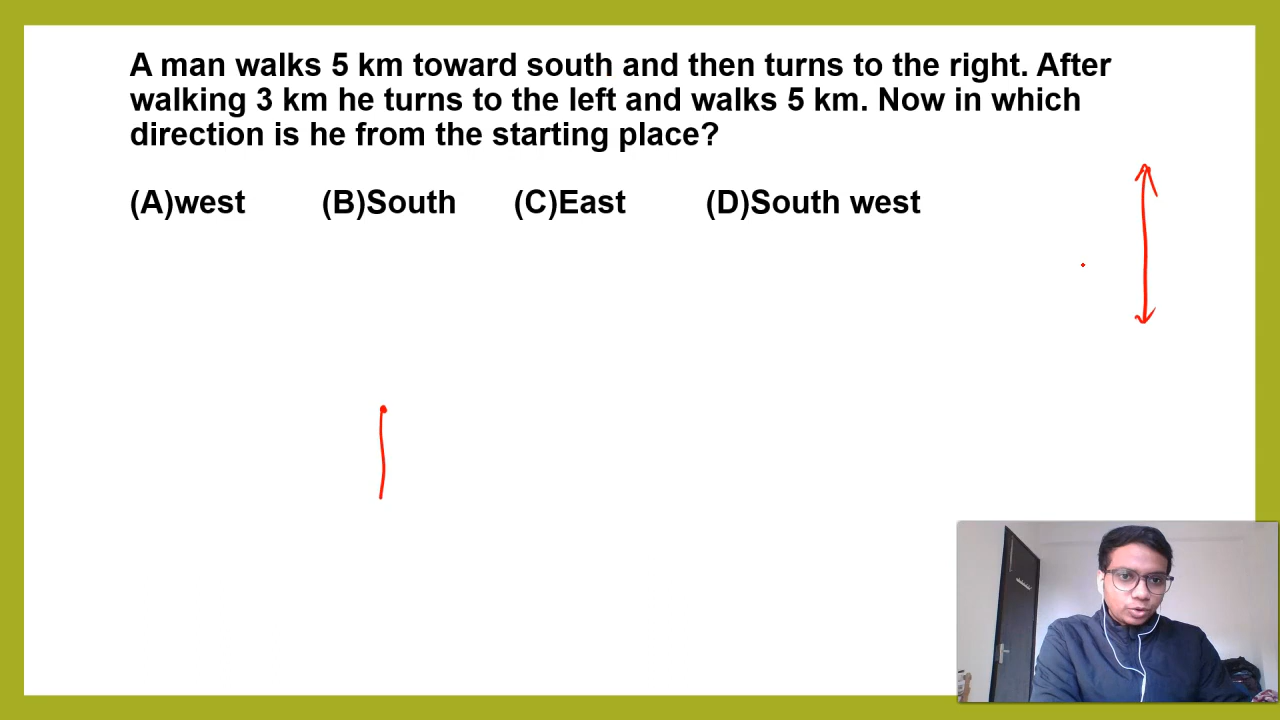 A man walks 5 km toward south and then turns to the right. After
walking 3 km he turns to the left and walks 5 km. Now in which
direction is he from the starting place?
(A)west (B)South (C)East (D)South west